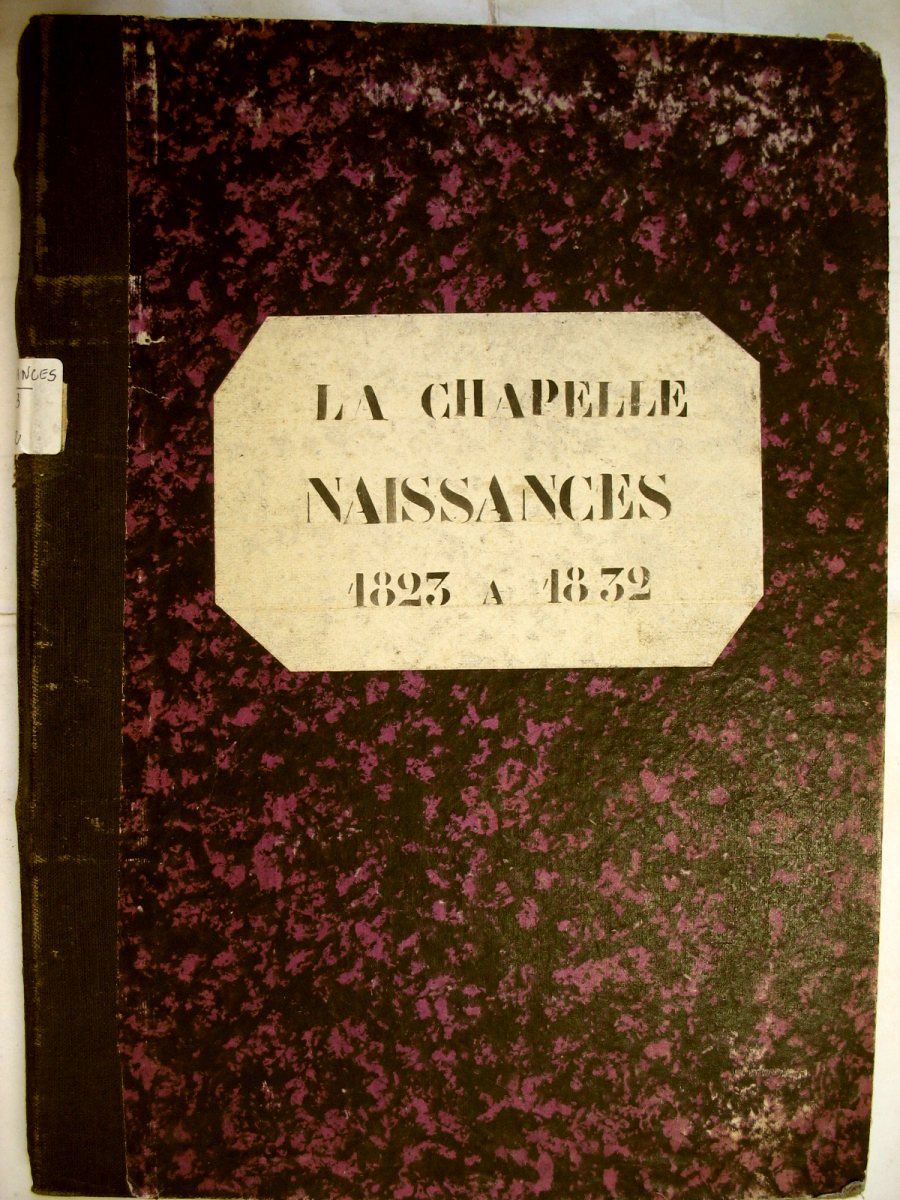 LA CHAPELLE
NAISSANCES
1823 A 1832